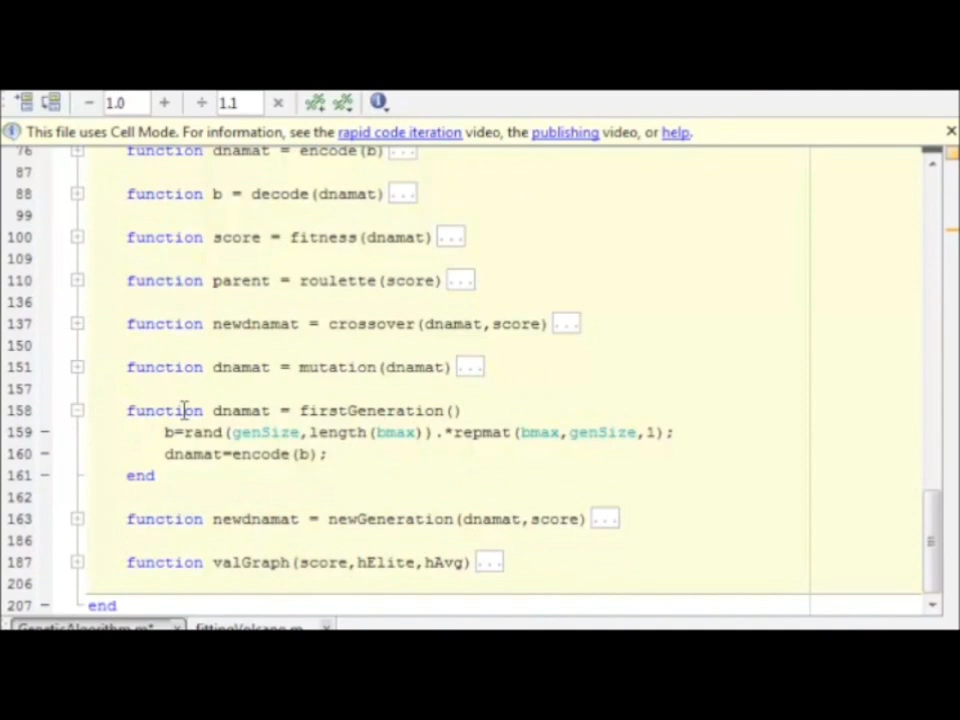 − 1.0 + ÷ 1.1 ×
This file uses Cell Mode. For information, see the rapid code iteration video, the publishing video, or help.
76 function dnamat = encode(b) ...
87
88 function b = decode(dnamat) ...
99
100 function score = fitness(dnamat) ...
109
110 function parent = roulette(score) ...
136
137 function newdnamat = crossover(dnamat,score) ...
150
151 function dnamat = mutation(dnamat) ...
157
158 function dnamat = firstGeneration()
159 b=rand(genSize,length(bmax)).*repmat(bmax,genSize,1);
160 dnamat=encode(b);
161 end
162
163 function newdnamat = newGeneration(dnamat,score) ...
186
187 function valGraph(score,hElite,hAvg) ...
206
207 end
GeneticAlgorithm.m* × fittingVolcano.m ×